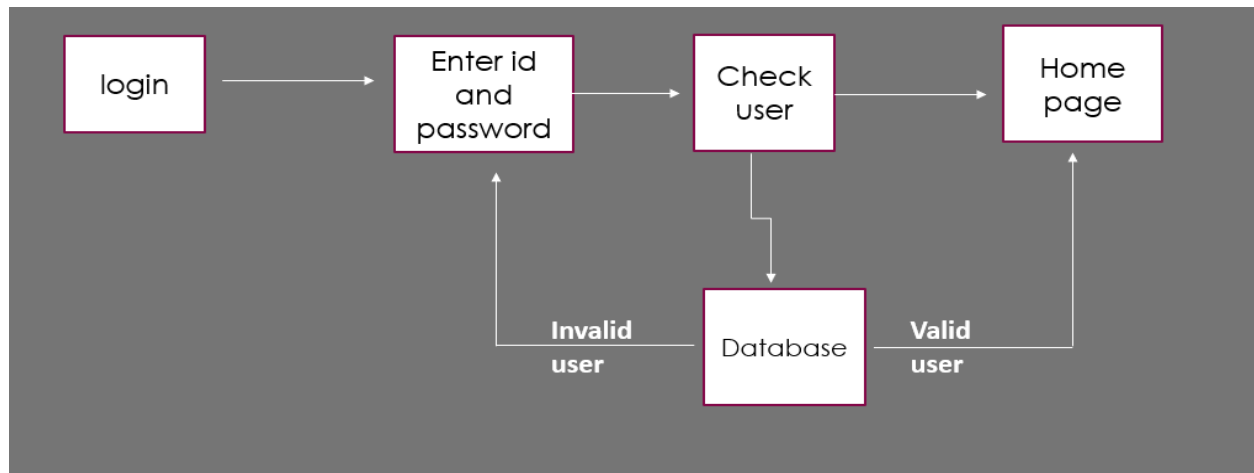 login
Enter id
and
password
Check
user
Home
page
Invalid
user
Database
Valid
user